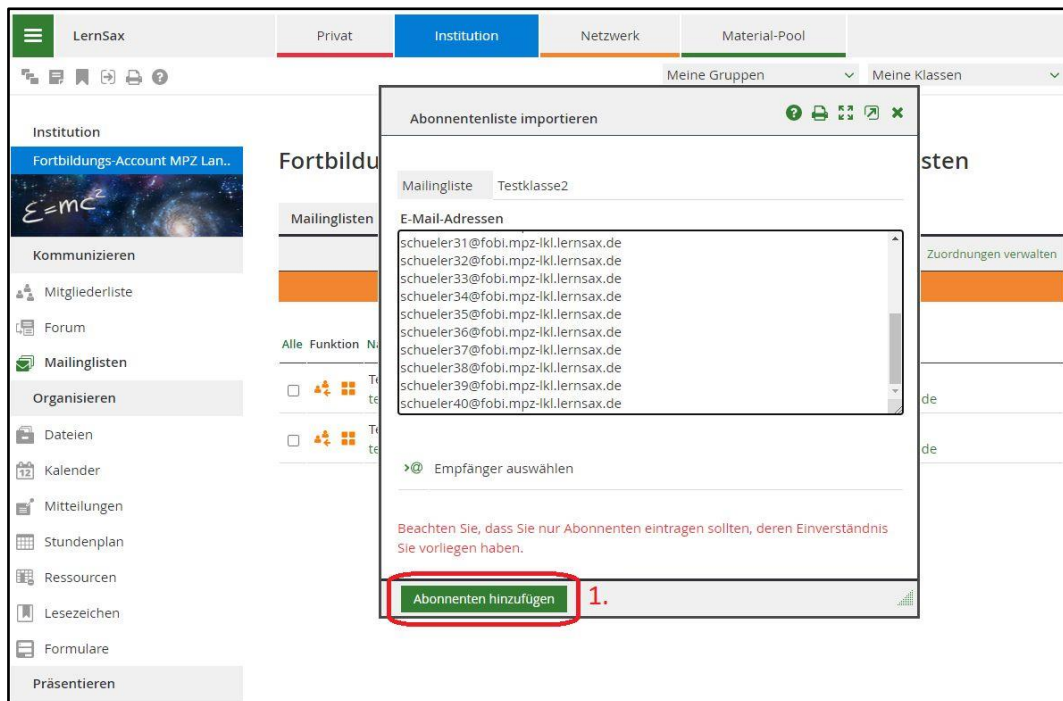 LernSax
Privat
Institution
Netzwerk
Material-Pool
Meine Gruppen
Meine Klassen
Institution
Fortbildungs-Account MPZ Lan..
Ɛ=mc²
Kommunizieren
Mitgliederliste
Forum
Mailinglisten
Organisieren
Dateien
12
Kalender
Mitteilungen
Stundenplan
Ressourcen
Lesezeichen
Formulare
Präsentieren
Fortbildu
sten
Mailinglisten
Zuordnungen verwalten
Alle Funktion
de
de
Abonnentenliste importieren
Mailingliste Testklasse2
E-Mail-Adressen
schueler31@fobi.mpz-lkl.lernsax.de
schueler32@fobi.mpz-lkl.lernsax.de
schueler33@fobi.mpz-lkl.lernsax.de
schueler34@fobi.mpz-lkl.lernsax.de
schueler35@fobi.mpz-lkl.lernsax.de
schueler36@fobi.mpz-lkl.lernsax.de
schueler37@fobi.mpz-lkl.lernsax.de
schueler38@fobi.mpz-lkl.lernsax.de
schueler39@fobi.mpz-lkl.lernsax.de
schueler40@fobi.mpz-lkl.lernsax.de
>@ Empfänger auswählen
Beachten Sie, dass Sie nur Abonnenten eintragen sollten, deren Einverständnis
Sie vorliegen haben.
Abonnenten hinzufügen
1.